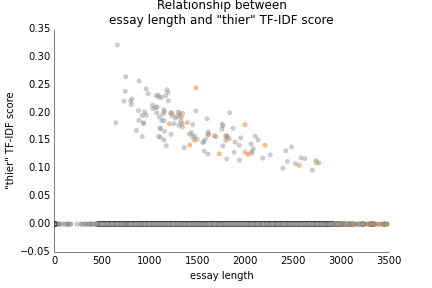 Relationship between
essay length and "thier" TF-IDF score
0.35
0.30
0.25
0.20
0.15
0.10
0.05
0.00
−0.05
"thier" TF-IDF score
0 500 1000 1500 2000 2500 3000 3500
essay length